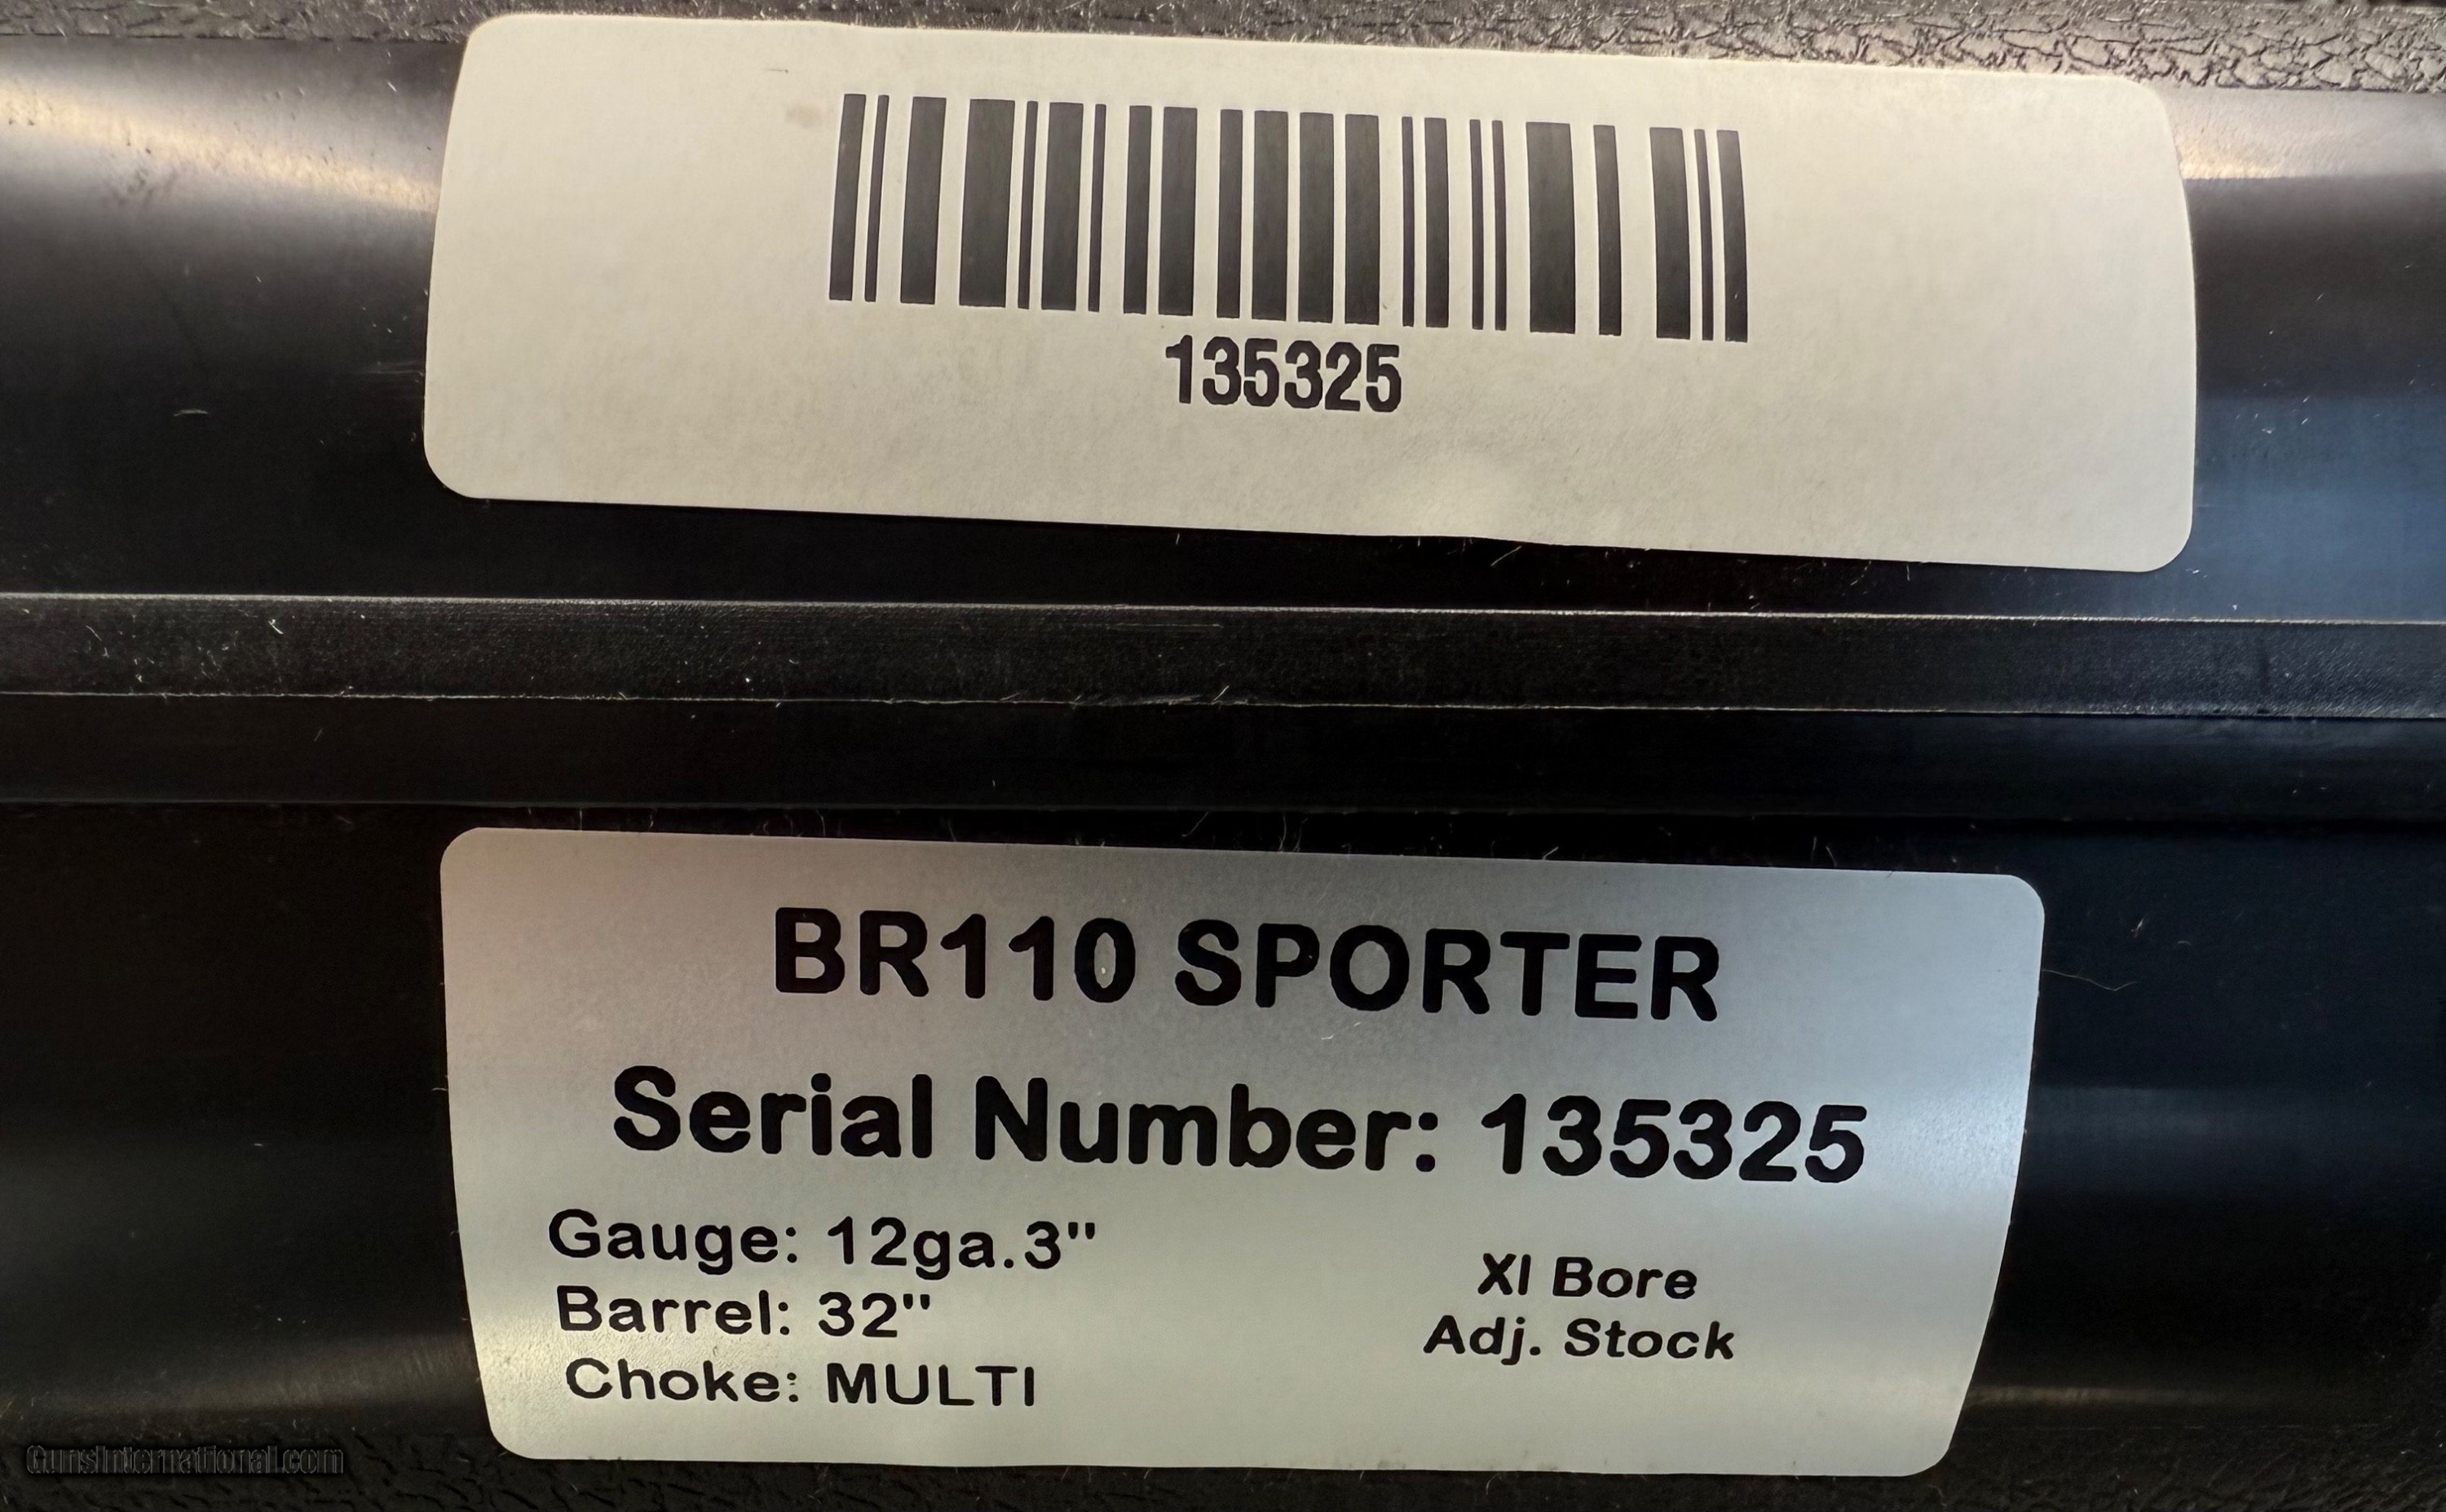 135325
BR110 SPORTER
Serial Number: 135325
Gauge: 12ga.3"
Barrel: 32"
Choke: MULTI
Xl Bore
Adj. Stock
GunsInternational.com